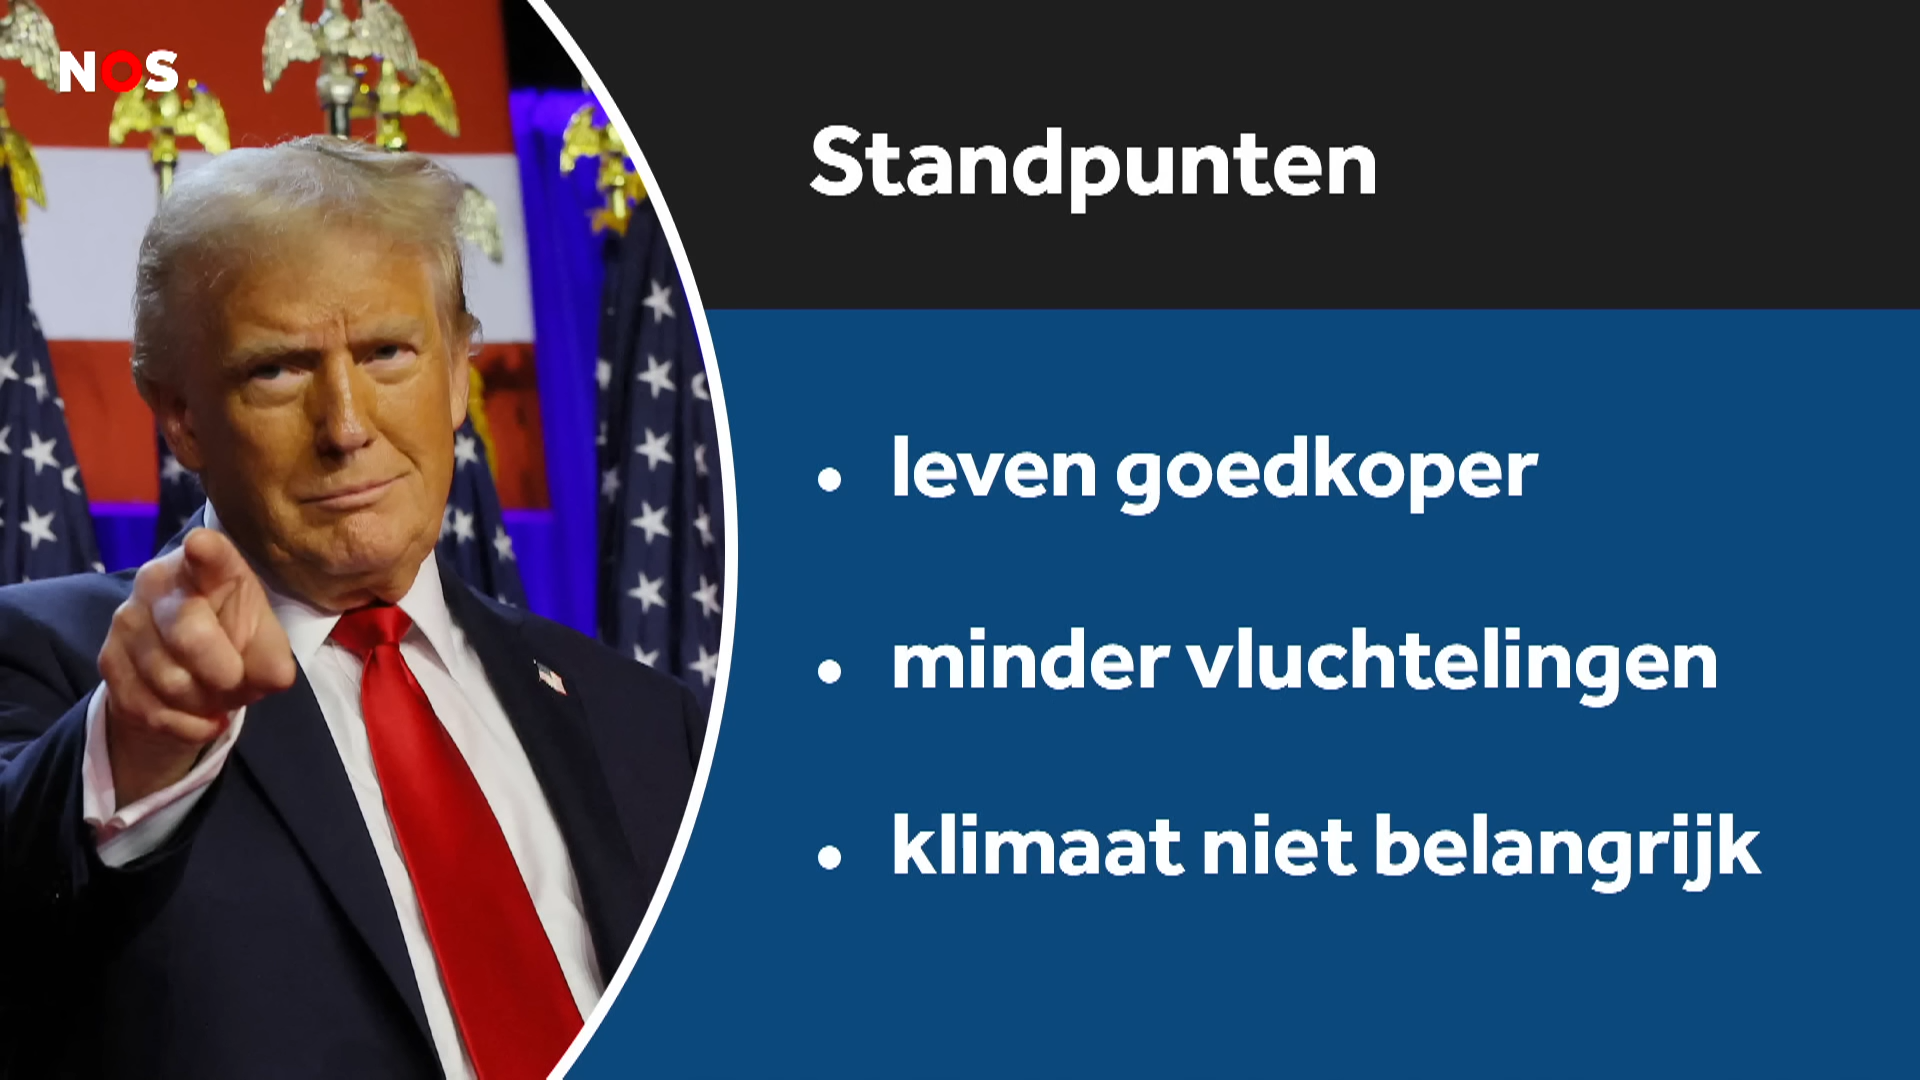 NOS
Standpunten
• leven goedkoper
• minder vluchtelingen
• klimaat niet belangrijk